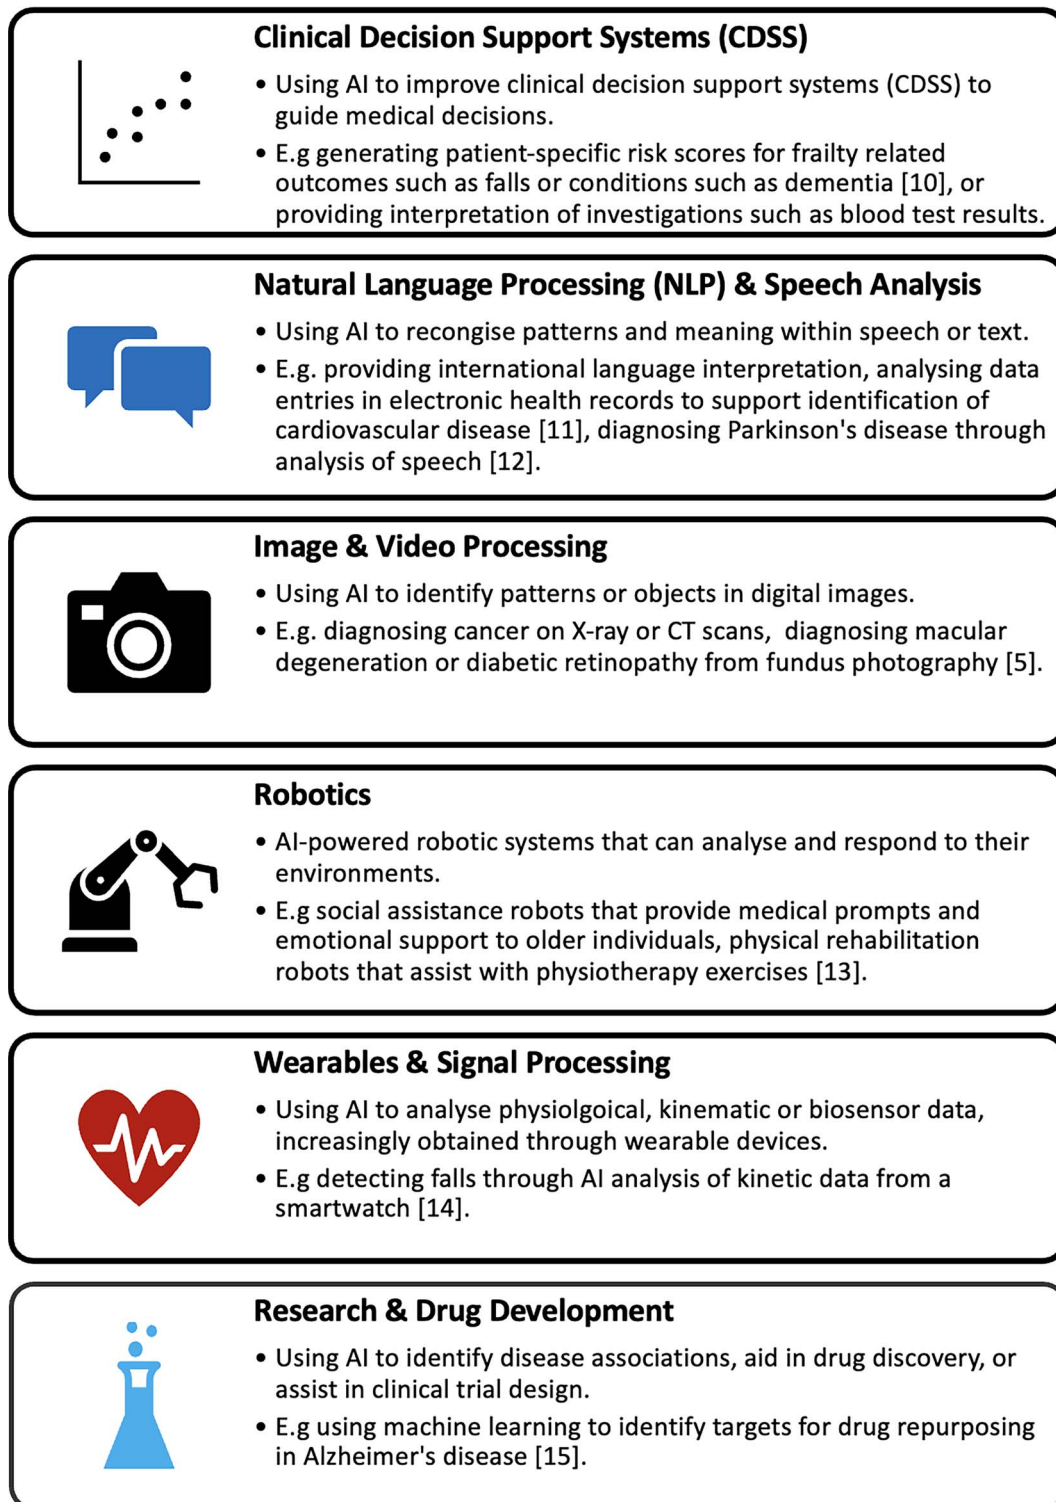 Clinical Decision Support Systems (CDSS)
• Using AI to improve clinical decision support systems (CDSS) to
guide medical decisions.
• E.g generating patient-specific risk scores for frailty related
outcomes such as falls or conditions such as dementia [10], or
providing interpretation of investigations such as blood test results.
Natural Language Processing (NLP) & Speech Analysis
• Using AI to recongise patterns and meaning within speech or text.
• E.g. providing international language interpretation, analysing data
entries in electronic health records to support identification of
cardiovascular disease [11], diagnosing Parkinson's disease through
analysis of speech [12].
Image & Video Processing
• Using AI to identify patterns or objects in digital images.
• E.g. diagnosing cancer on X-ray or CT scans,  diagnosing macular
degeneration or diabetic retinopathy from fundus photography [5].
Robotics
• AI-powered robotic systems that can analyse and respond to their
environments.
• E.g social assistance robots that provide medical prompts and
emotional support to older individuals, physical rehabilitation
robots that assist with physiotherapy exercises [13].
Wearables & Signal Processing
• Using AI to analyse physiolgoical, kinematic or biosensor data,
increasingly obtained through wearable devices.
• E.g detecting falls through AI analysis of kinetic data from a
smartwatch [14].
Research & Drug Development
• Using AI to identify disease associations, aid in drug discovery, or
assist in clinical trial design.
• E.g using machine learning to identify targets for drug repurposing
in Alzheimer's disease [15].